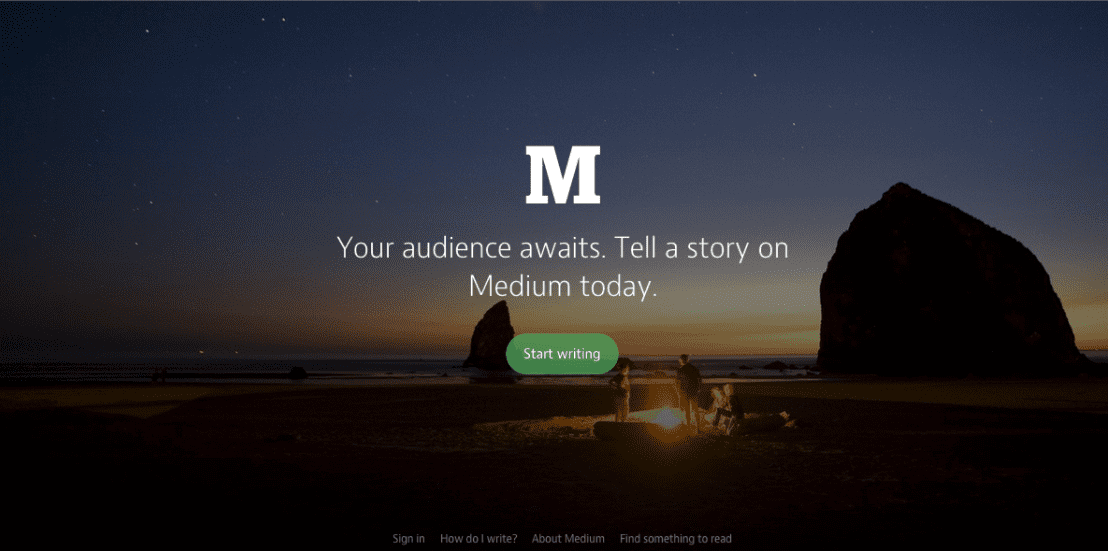 M
Your audience awaits. Tell a story on
Medium today.
Start writing
Sign in How do I write? About Medium Find something to read